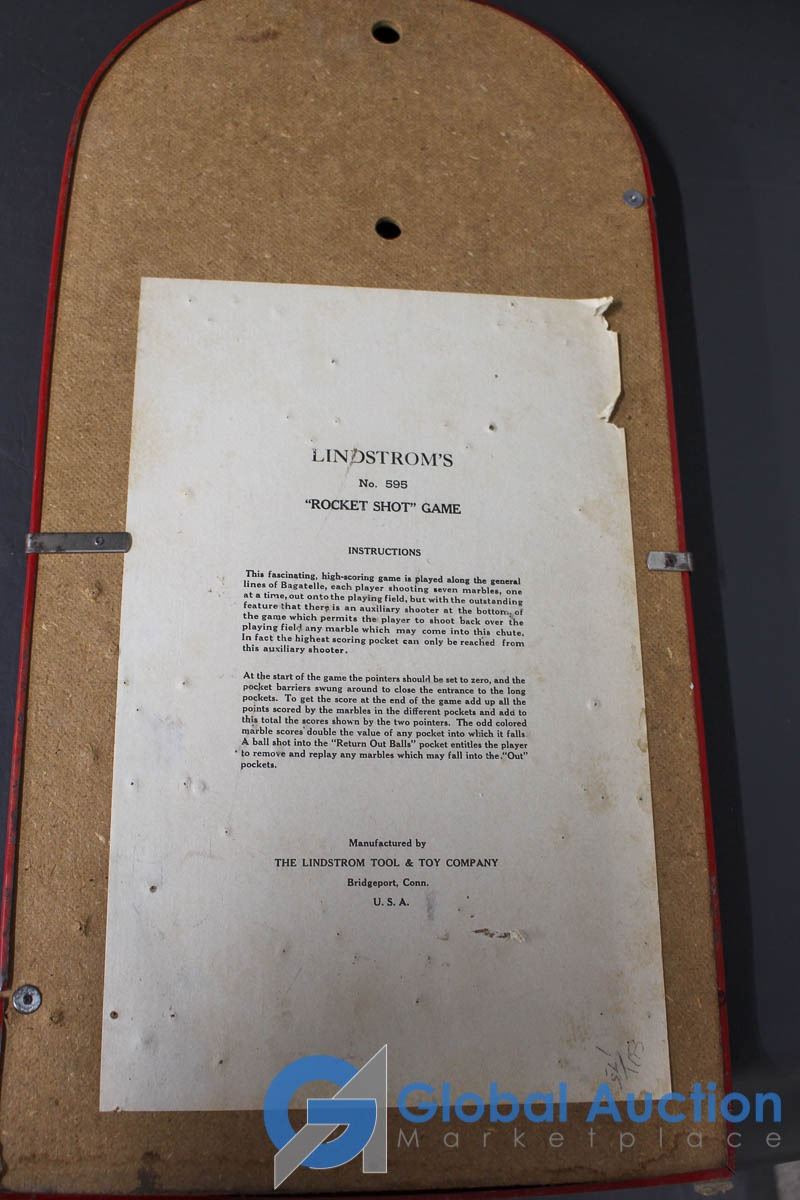 LINDSTROM'S
No. 595
"ROCKET SHOT" GAME
INSTRUCTIONS
This fascinating, high-scoring game is played along the general
lines of Bagatelle, each player shooting seven marbles, one
at a time, out onto the playing field, but with the outstanding
feature that there is an auxiliary shooter at the bottom, of
the game which permits the player to shoot back over the
playing field any marble which may come into this chute.
In fact the highest scoring pocket can only be reached from
this auxiliary shooter.
At the start of the game the pointers should be set to zero, and the
pocket barriers swung around to close the entrance to the long
pockets. To get the score at the end of the game add up all the
points scored by the marbles in the different pockets and add to
this total the scores shown by the two pointers. The odd colored
marble scores double the value of any pocket into which it falls
A ball shot into the "Return Out Balls" pocket entitles the player
to remove and replay any marbles which may fall into the "Out"
pockets.
Manufactured by
THE LINDSTROM TOOL & TOY COMPANY
Bridgeport, Conn.
U. S. A.
Global Auction
Marketplace